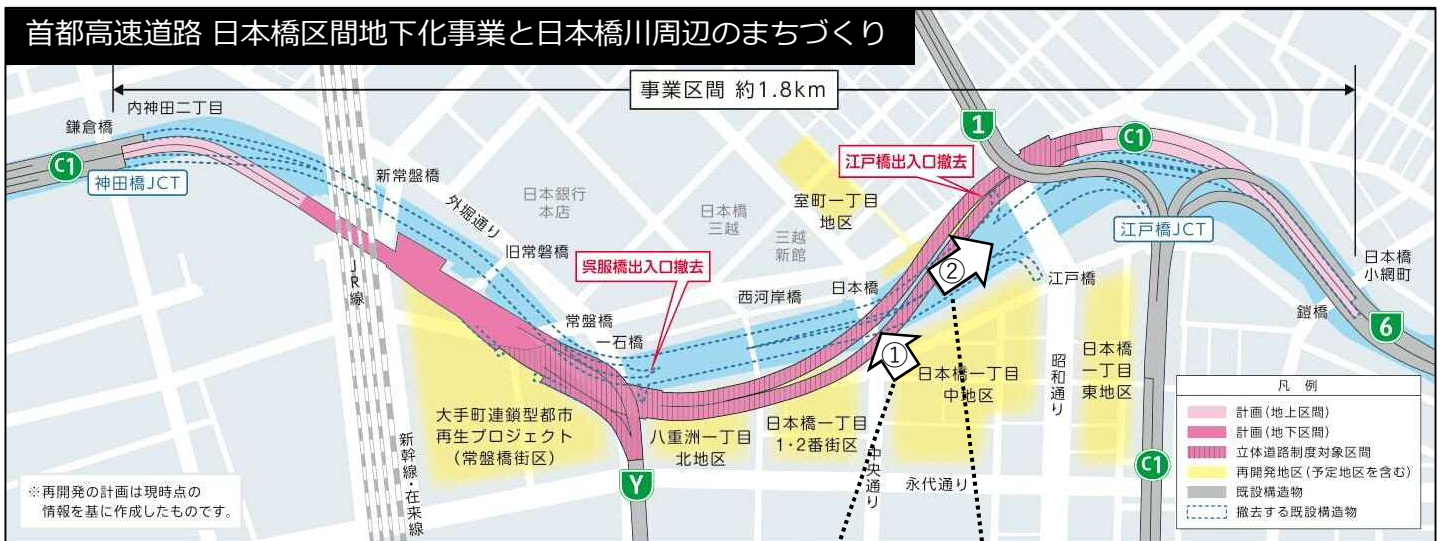 首都高速道路 日本橋区間地下化事業と日本橋川周辺のまちづくり
事業区間 約1.8km
内神田二丁目
鎌倉橋
C1
神田橋JCT
新常盤橋
外堀通り
日本銀行
本店
旧常磐橋
呉服橋出入口撤去
日本橋
三越
三越
新館
室町一丁目
地区
江戸橋出入口撤去
1
C1
江戸橋JCT
日本橋
小網町
鎧橋
6
江戸橋
西河岸橋
日本橋
②
①
常盤橋
一石橋
JR線
新幹線・在来線
大手町連鎖型都市
再生プロジェクト
（常盤橋街区）
八重洲一丁目
北地区
日本橋一丁目
1・2番街区
日本橋一丁目
中地区
日本橋
一丁目
東地区
昭和通り
中央通り
永代通り
Y
C1
※再開発の計画は現時点の
情報を基に作成したものです。
凡 例
計画(地上区間)
計画(地下区間)
立体道路制度対象区間
再開発地区(予定地区を含む)
既設構造物
撤去する既設構造物